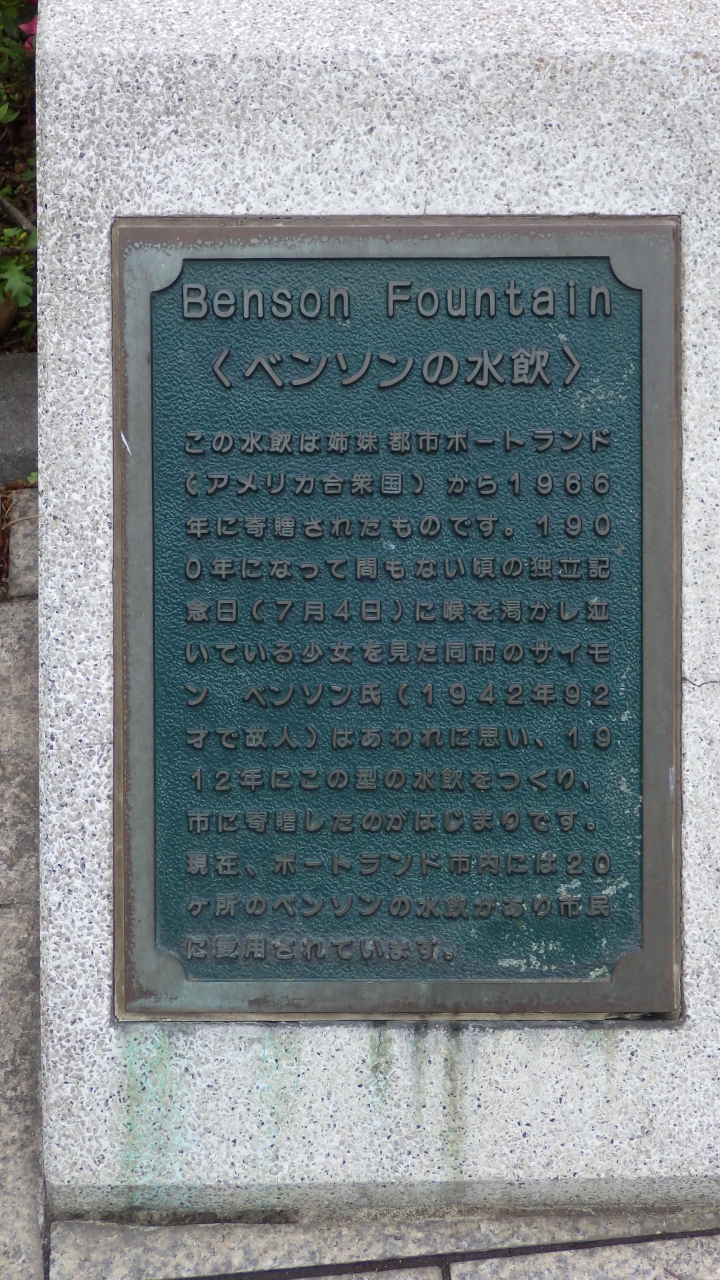 Benson Fountain
〈ベンソンの水飲〉
この水飲は姉妹都市ポートランド
(アメリカ合衆国)から1966
年に寄贈されたものです。190
0年になって間もない頃の独立記
念日(7月4日)に喉を渇かし泣
いている少女を見た同市のサイモ
ン ベンソン氏(1942年92
才で故人)はあわれに思い、19
12年にこの型の水飲をつくり、
市に寄贈したのがはじまりです。
現在、ポートランド市内には20
ケ所のベンソンの水飲があり市民
に愛用されています。